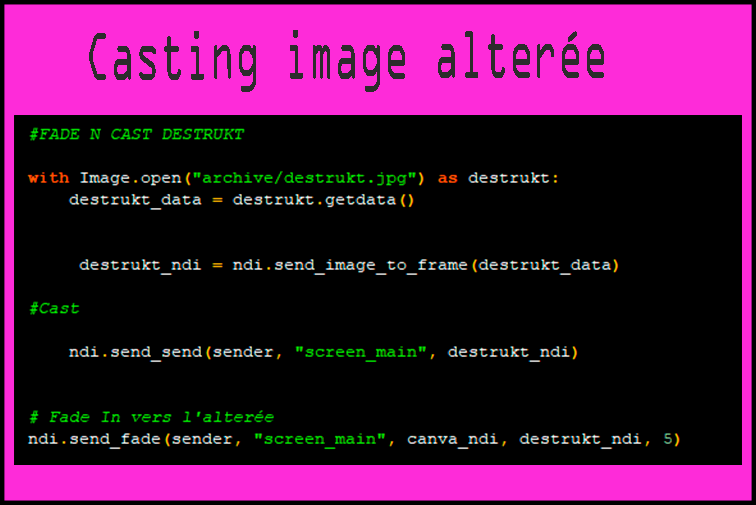 Casting image alterée
#FADE N CAST DESTRUKT
with Image.open("archive/destrukt.jpg") as destrukt:
destrukt_data = destrukt.getdata()
destrukt_ndi = ndi.send_image_to_frame(destrukt_data)
#Cast
ndi.send_send(sender, "screen_main", destrukt_ndi)
# Fade In vers l'alterée
ndi.send_fade(sender, "screen_main", canva_ndi, destrukt_ndi, 5)